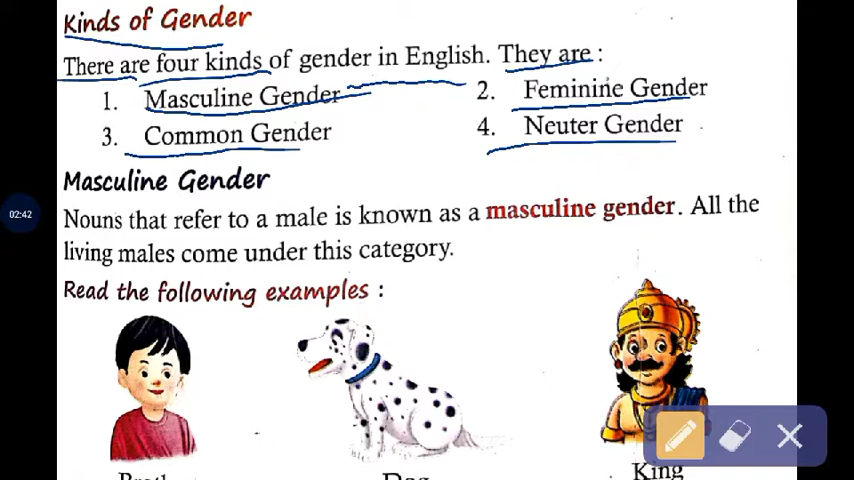 Kinds of Gender
There are four kinds of gender in English. They are :
1. Masculine Gender 2. Feminine Gender
3. Common Gender 4. Neuter Gender
Masculine Gender
02:42
Nouns that refer to a male is known as a masculine gender. All the
living males come under this category.
Read the following examples :
King